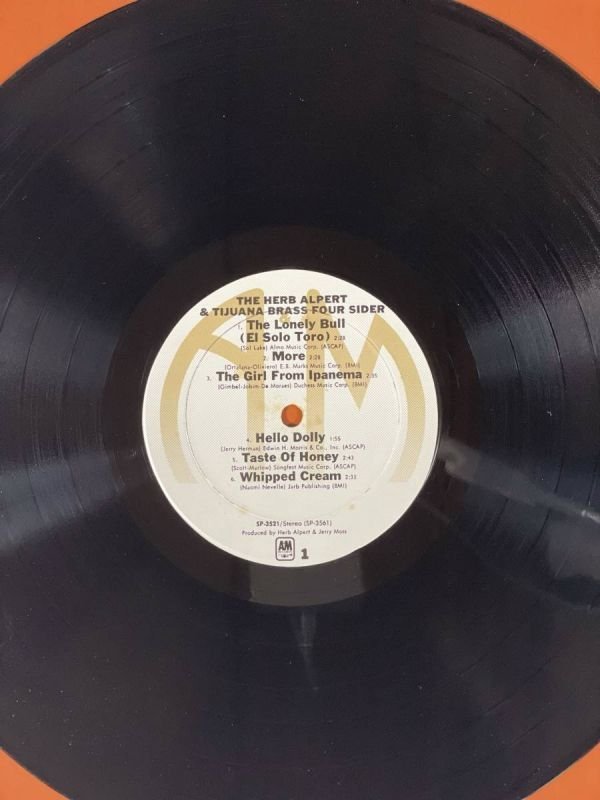 THE HERB ALPERT
& TIJUANA BRASS FOUR SIDER
1. The Lonely Bull
(El Solo Toro) 2:28
(Sol Lake) Almo Music Corp. (ASCAP)
2. More 2:28
(Ortolano-Oliviero) E.B. Marks Music Corp. (BMI)
3. The Girl From Ipanema 2:35
(Gimbel-Jobim-De Moraes) Duchess Music Corp. (BMI)
4. Hello Dolly 1:55
(Jerry Herman) Edwin H. Morris & Co., Inc. (ASCAP)
5. Taste Of Honey 2:43
(Scott-Marlow) Songfest Music Corp. (ASCAP)
6. Whipped Cream 2:33
(Naomi Nevelle) Jarb Publishing (BMI)
SP-3521/Stereo (SP-3561)
Produced by Herb Alpert & Jerry Moss
A&M
1